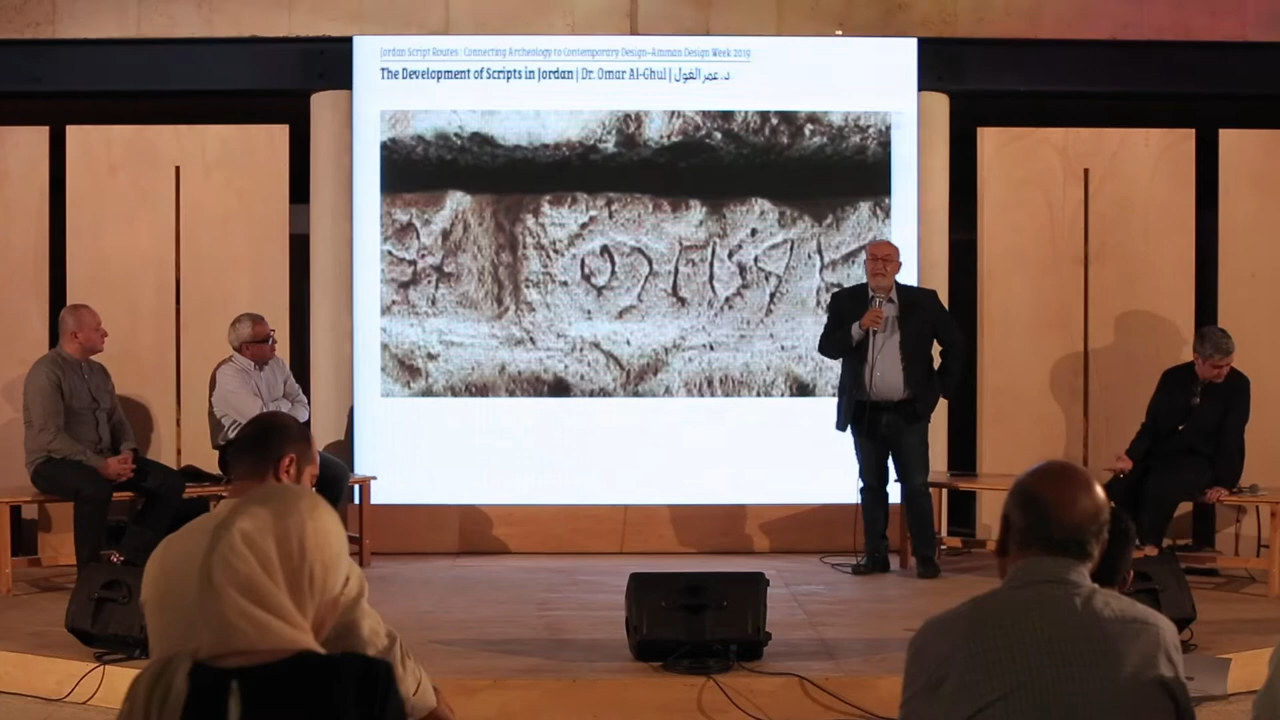 Jordan Script Routes : Connecting Archeology to Contemporary Design-Amman Design Week 2019
The Development of Scripts in Jordan | Dr. Omar Al-Ghul | د. عمر الغول